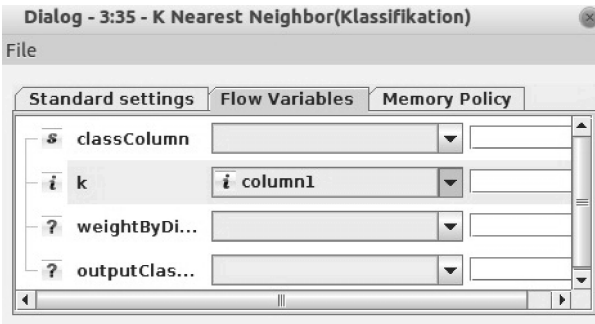 Dialog - 3:35 - K Nearest Neighbor(Klassifikation)
File
Standard settings Flow Variables Memory Policy
s classColumn
i k i column1
? weightByDi...
? outputClas...